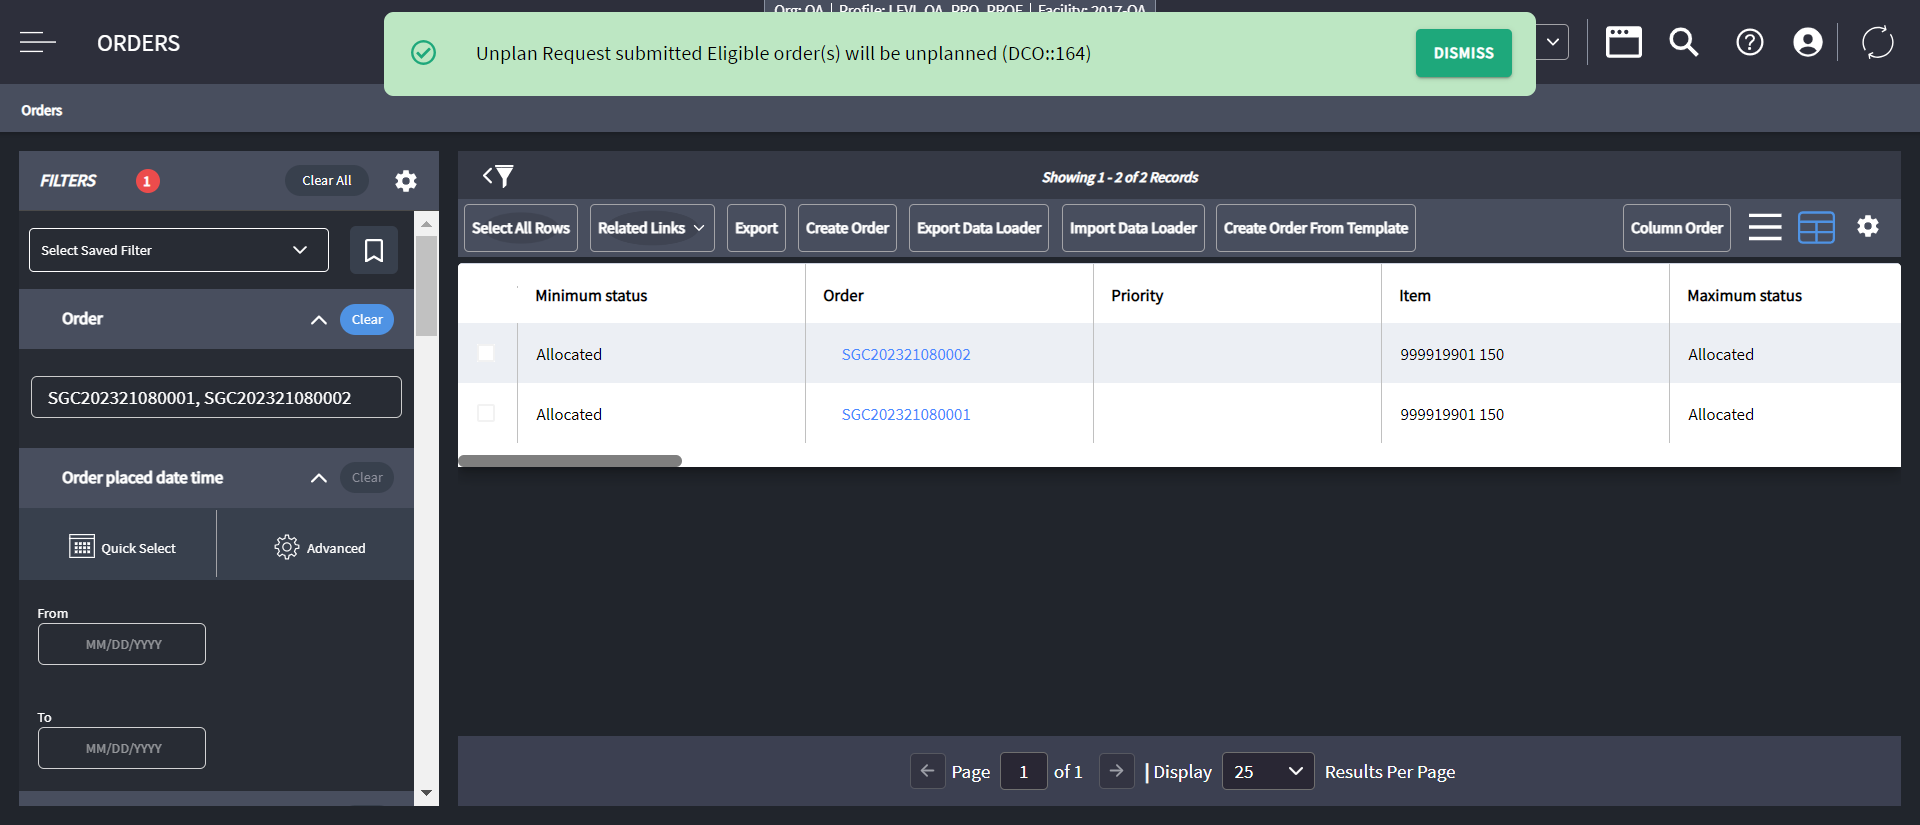 Org: QA | Profile: LEVI_QA_PRO_PROF | Facility: 2017-QA
ORDERS
Unplan Request submitted Eligible order(s) will be unplanned (DCO::164)
DISMISS
Orders
FILTERS
1
Clear All
Select Saved Filter
Order
Clear
SGC202321080001, SGC202321080002
Order placed date time
Clear
Quick Select
Advanced
From
MM/DD/YYYY
To
MM/DD/YYYY
Showing 1 - 2 of 2 Records
Select All Rows
Related Links
Export
Create Order
Export Data Loader
Import Data Loader
Create Order From Template
Column Order
Minimum status Order Priority Item Maximum status
Allocated SGC202321080002 999919901 150 Allocated
Allocated SGC202321080001 999919901 150 Allocated
Page 1 of 1 | Display 25 Results Per Page